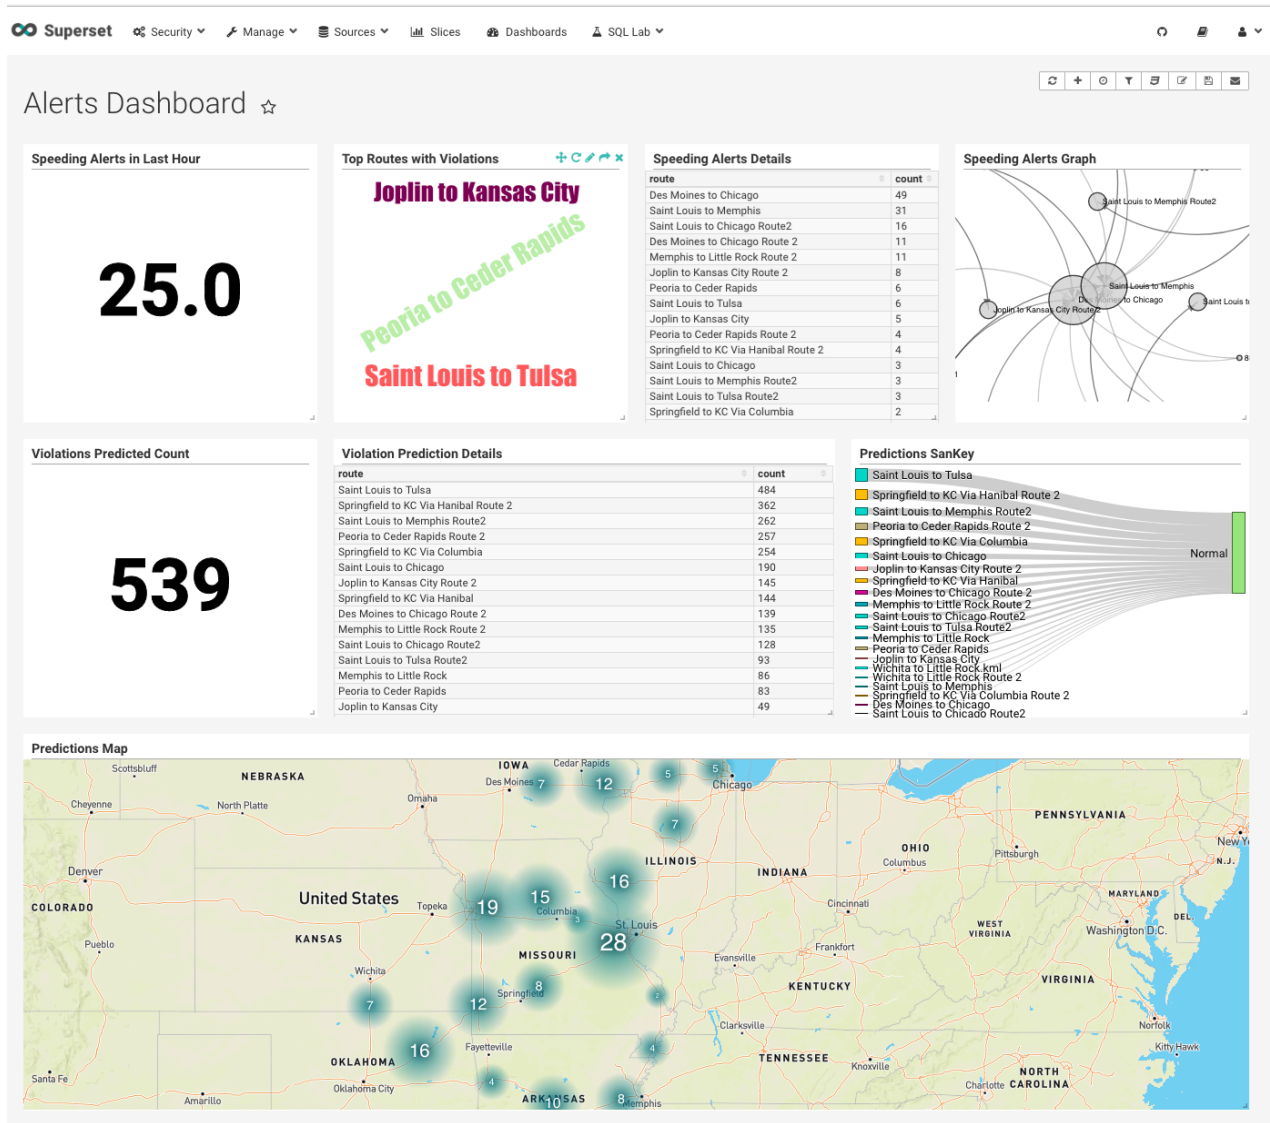 Superset Security Manage Sources Slices Dashboards SQL Lab
Alerts Dashboard
Speeding Alerts in Last Hour
25.0
Top Routes with Violations
Joplin to Kansas City
Peoria to Ceder Rapids
Saint Louis to Tulsa
Speeding Alerts Details
route count
Des Moines to Chicago 49
Saint Louis to Memphis 31
Saint Louis to Chicago Route2 16
Des Moines to Chicago Route 2 11
Memphis to Little Rock Route 2 11
Joplin to Kansas City Route 2 8
Peoria to Ceder Rapids 6
Saint Louis to Tulsa 6
Joplin to Kansas City 5
Peoria to Ceder Rapids Route 2 4
Springfield to KC Via Hanibal Route 2 4
Saint Louis to Chicago 3
Saint Louis to Memphis Route2 3
Saint Louis to Tulsa Route2 3
Springfield to KC Via Columbia 2
Speeding Alerts Graph
Saint Louis to Memphis Route2
Saint Louis to Memphis
Des Moines to Chicago
Saint Louis t
Joplin to Kansas City Route 2
8
Violations Predicted Count
539
Violation Prediction Details
route count
Saint Louis to Tulsa 484
Springfield to KC Via Hanibal Route 2 362
Saint Louis to Memphis Route2 262
Peoria to Ceder Rapids Route 2 257
Springfield to KC Via Columbia 254
Saint Louis to Chicago 190
Joplin to Kansas City Route 2 145
Springfield to KC Via Hanibal 144
Des Moines to Chicago Route 2 139
Memphis to Little Rock Route 2 135
Saint Louis to Chicago Route2 128
Saint Louis to Tulsa Route2 93
Memphis to Little Rock 86
Peoria to Ceder Rapids 83
Joplin to Kansas City 49
Predictions SanKey
Saint Louis to Tulsa
Springfield to KC Via Hanibal Route 2
Saint Louis to Memphis Route2
Peoria to Ceder Rapids Route 2
Springfield to KC Via Columbia
Saint Louis to Chicago
Normal
Joplin to Kansas City Route 2
Springfield to KC Via Hanibal
Des Moines to Chicago Route 2
Memphis to Little Rock Route 2
Saint Louis to Chicago Route2
Saint Louis to Tulsa Route2
Memphis to Little Rock
Peoria to Ceder Rapids
Joplin to Kansas City
Wichita to Little Rock.kml
Wichita to Little Rock Route 2
Saint Louis to Memphis
Springfield to KC Via Columbia Route 2
Des Moines to Chicago
Saint Louis to Chicago Route2
Predictions Map
Scottsbluff
NEBRASKA
IOWA
Cedar Rapids
Des Moines
7
12
5
5
Chicago
Cheyenne
North Platte
Omaha
7
PENNSYLVANIA
New Y
Pittsburgh
N.J.
OHIO
Columbus
ILLINOIS
INDIANA
Denver
16
COLORADO
United States
Topeka
19
15
Columbia
3
St. Louis
28
Cincinnati
MARYLAND
DEL
Washington D.C.
WEST
VIRGINIA
KANSAS
Pueblo
MISSOURI
Frankfort
Evansville
Wichita
7
12
Springfield
8
2
KENTUCKY
VIRGINIA
Clarksville
Norfolk
16
OKLAHOMA
Fayetteville
4
TENNESSEE
Knoxville
Kitty Hawk
Santa Fe
Oklahoma City
4
Amarillo
ARKANSAS
10
8
Memphis
Charlotte
NORTH
CAROLINA